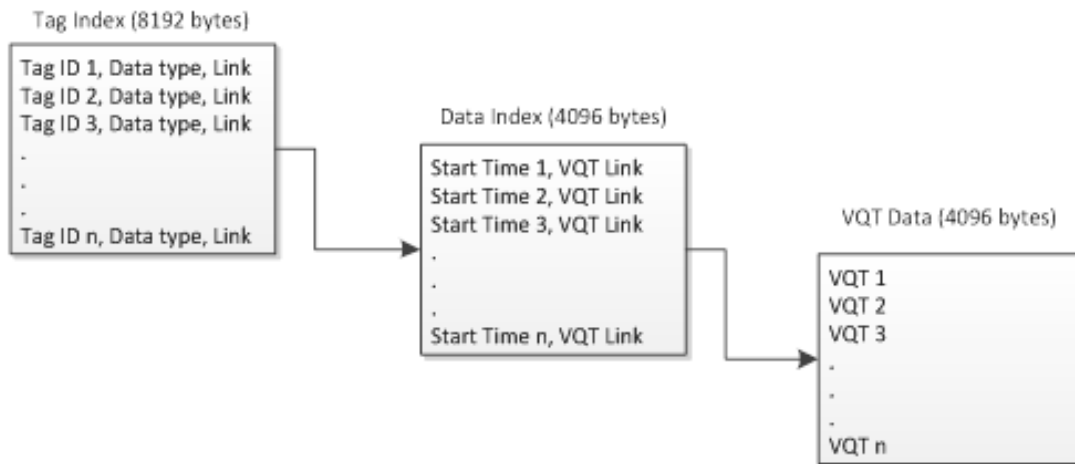 Tag Index (8192 bytes)
Tag ID 1, Data type, Link
Tag ID 2, Data type, Link
Tag ID 3, Data type, Link
.
.
.
Tag ID n, Data type, Link
Data Index (4096 bytes)
Start Time 1, VQT Link
Start Time 2, VQT Link
Start Time 3, VQT Link
.
.
.
Start Time n, VQT Link
VQT Data (4096 bytes)
VQT 1
VQT 2
VQT 3
.
.
.
VQT n